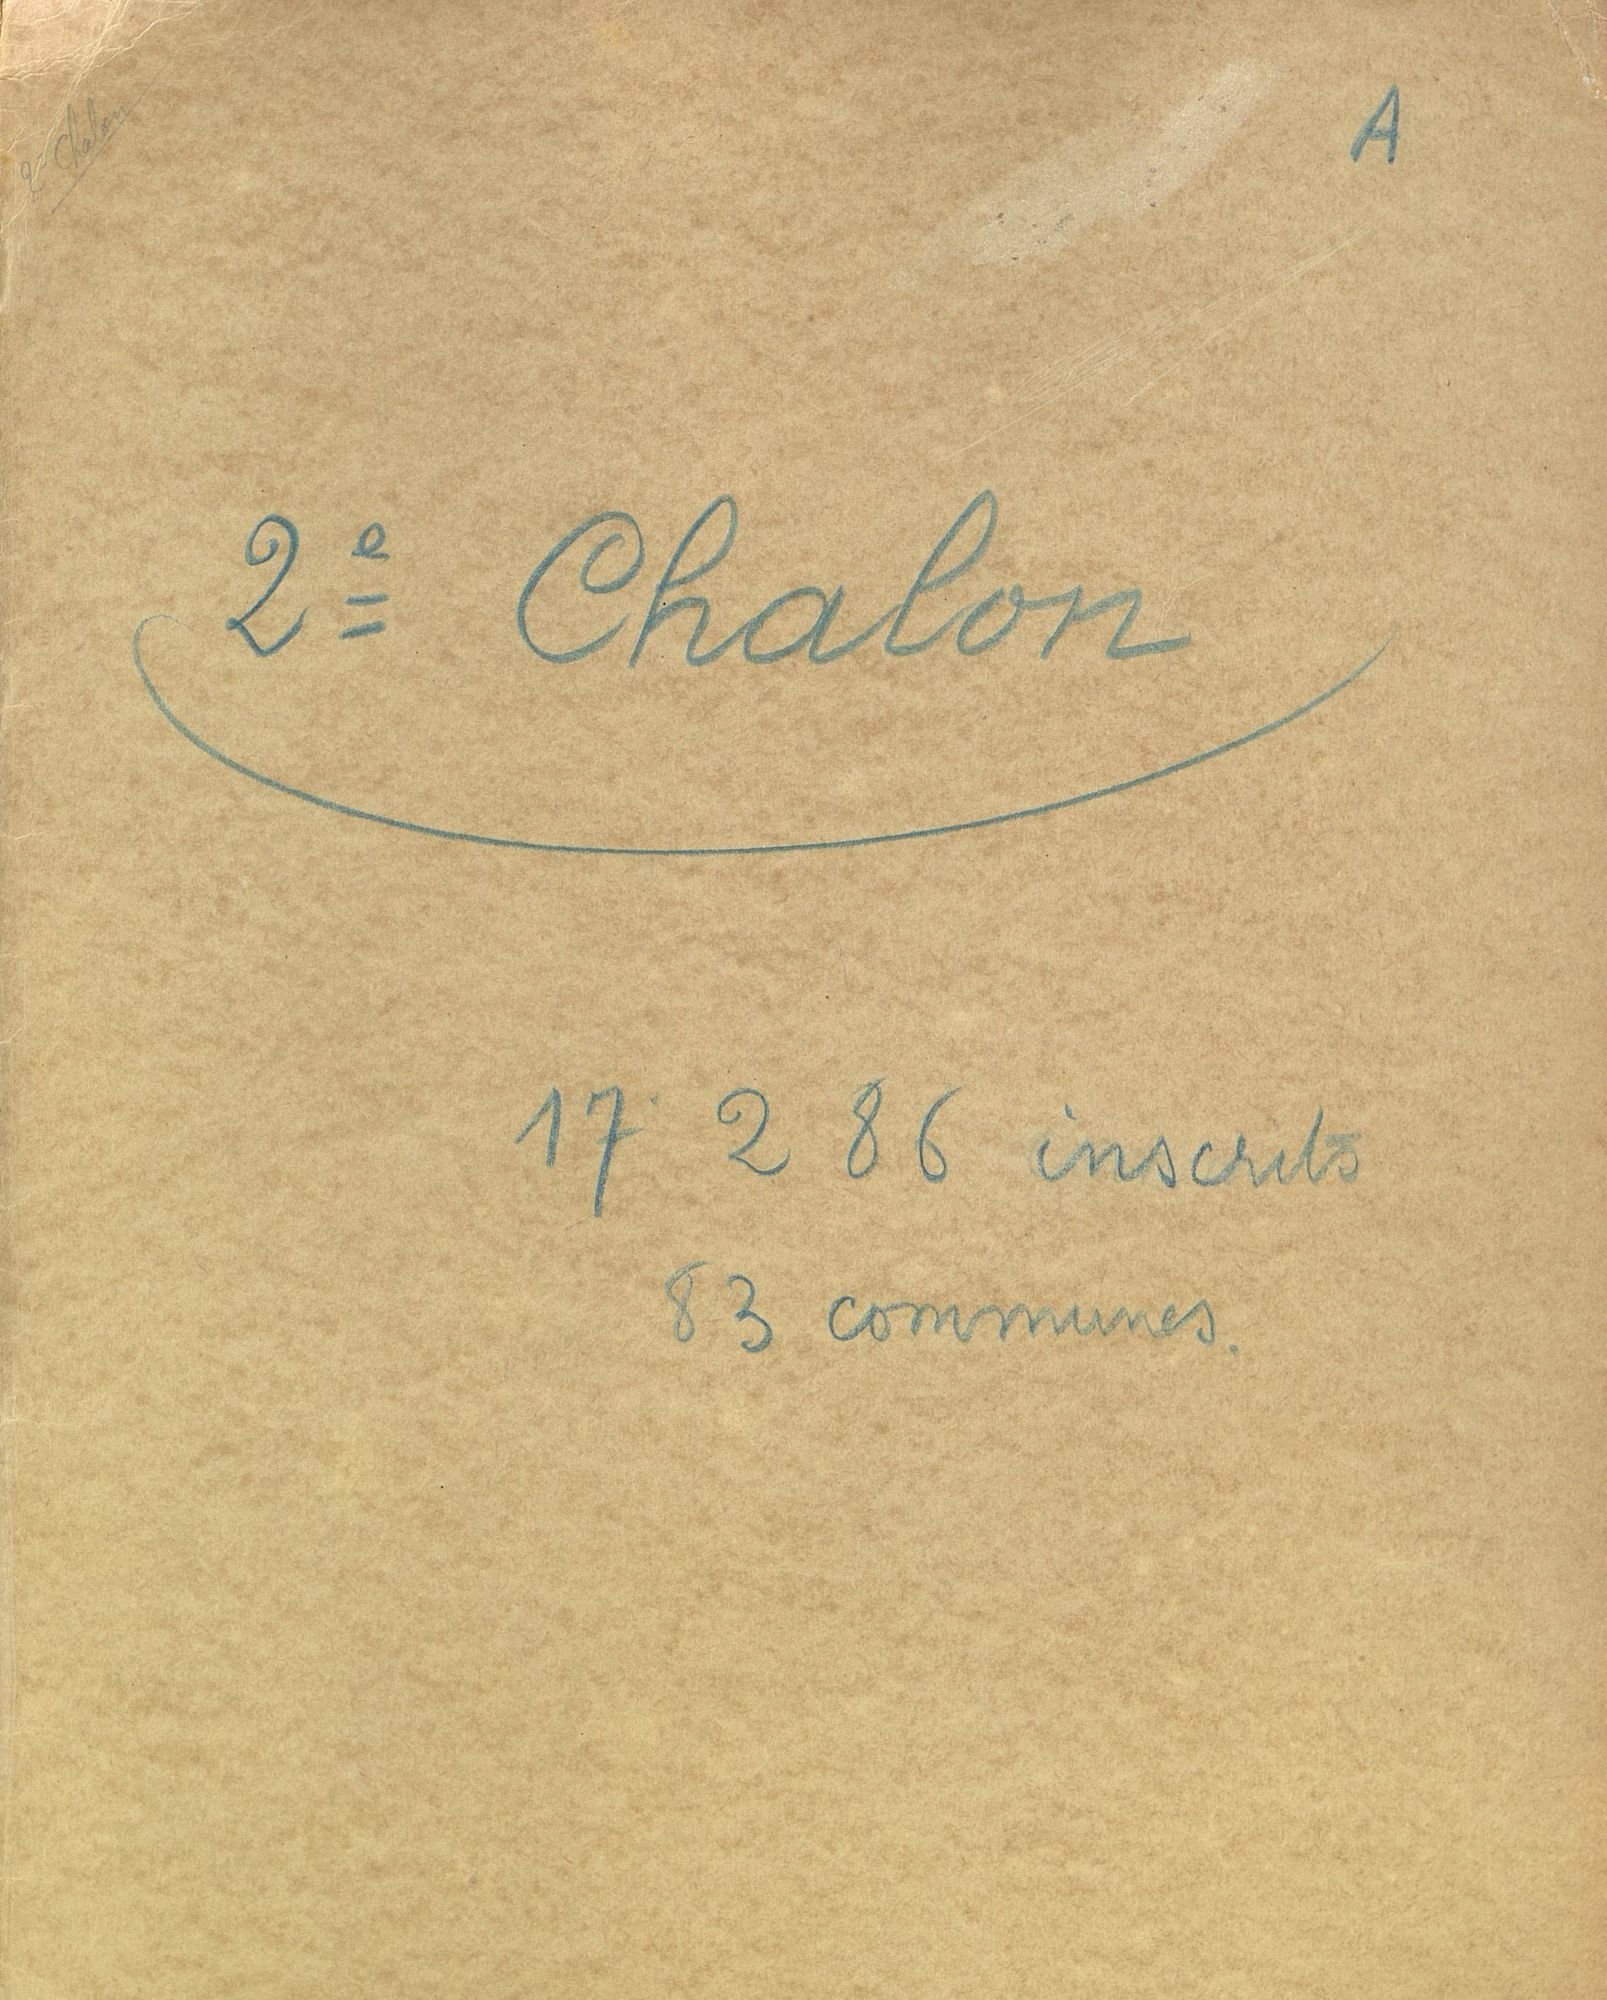 2e Chalon
A
2e Chalon
17 286 inscrits
83 communes.